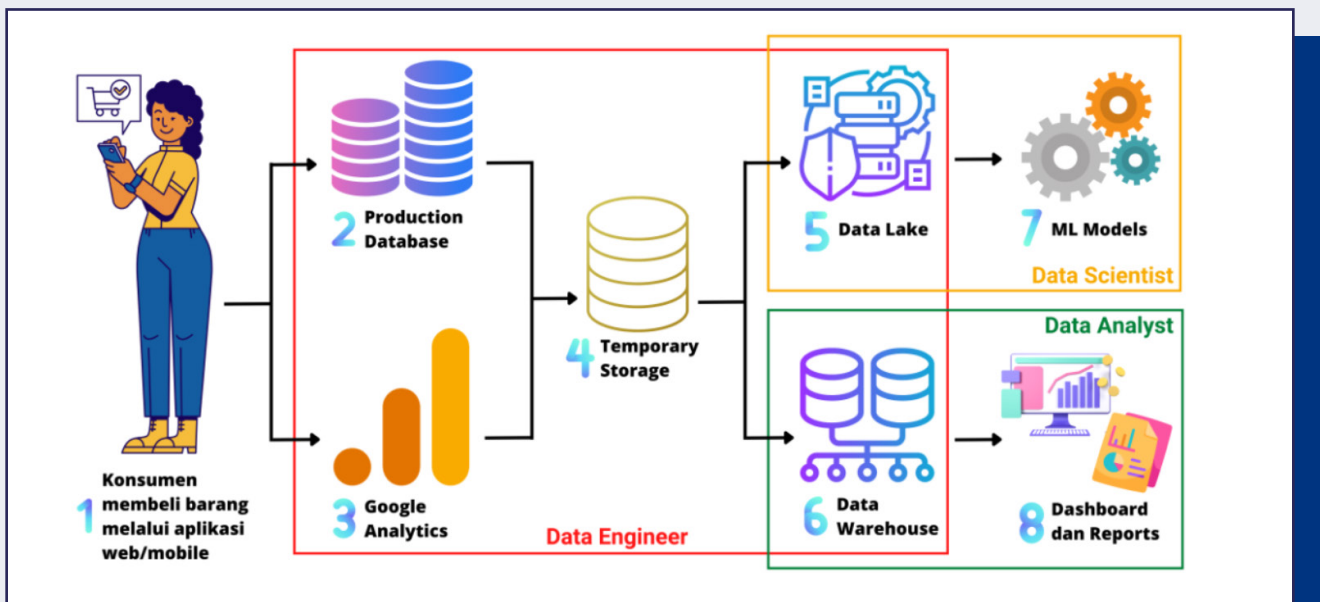 1
Konsumen
membeli barang
melalui aplikasi
web/mobile
2
Production
Database
3
Google
Analytics
4
Temporary
Storage
5
Data Lake
6
Data
Warehouse
7
ML Models
8
Dashboard
dan Reports
Data Engineer
Data Scientist
Data Analyst